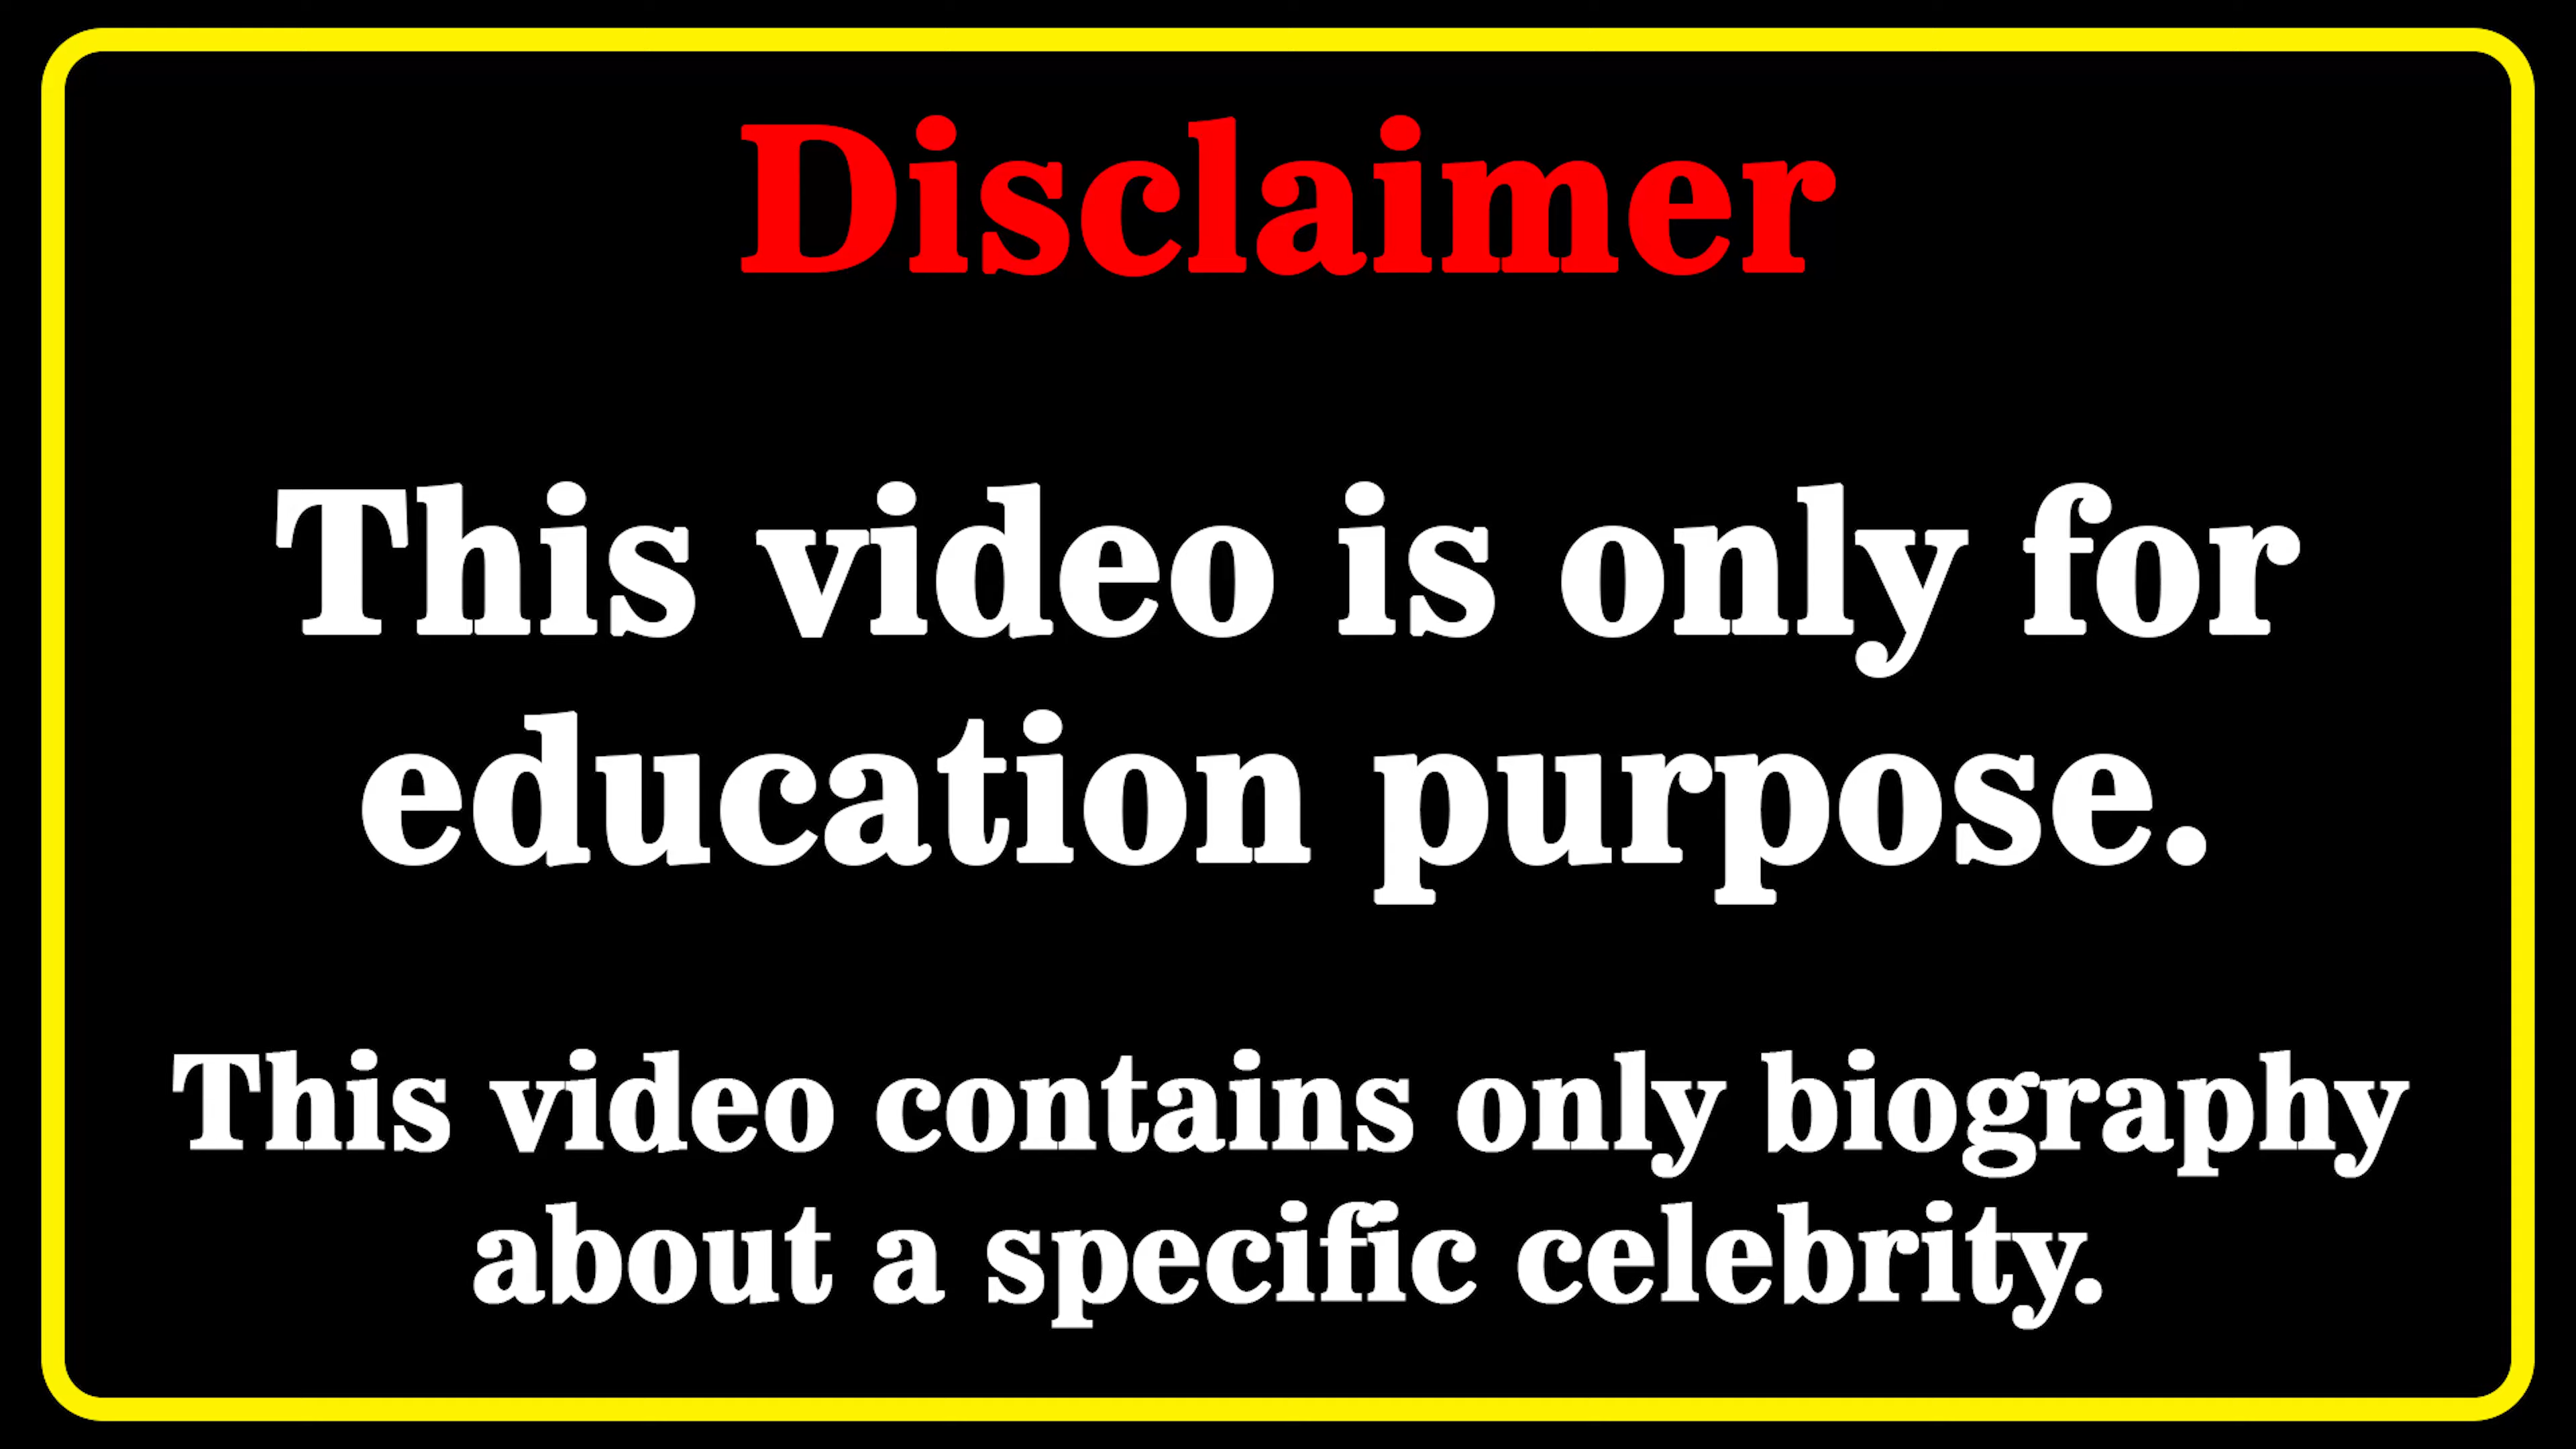 Disclaimer
This video is only for
education purpose.
This video contains only biography
about a specific celebrity.